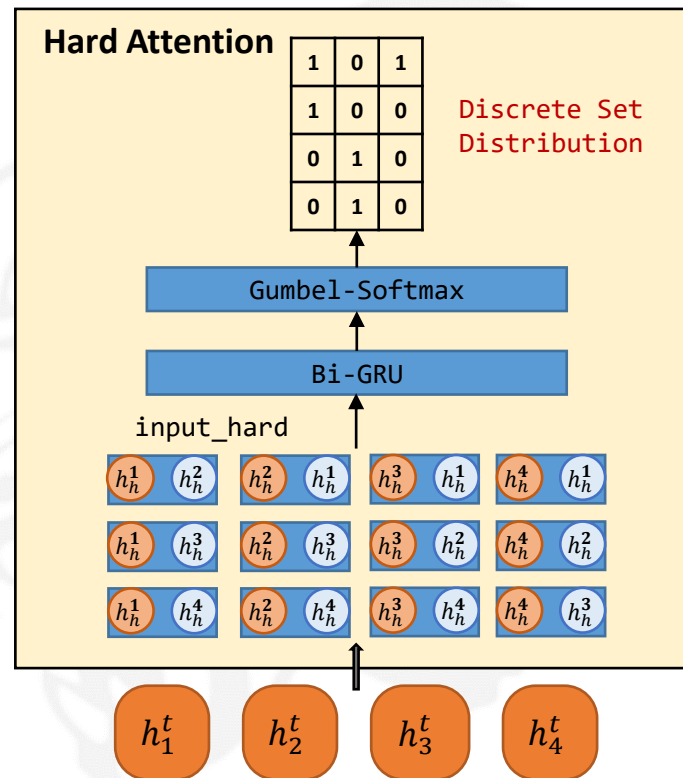 Hard Attention
1 0 1
1 0 0
0 1 0
0 1 0
Discrete Set
Distribution
Gumbel-Softmax
Bi-GRU
input_hard
h_h^1 h_h^2 h_h^2 h_h^1 h_h^3 h_h^1 h_h^4 h_h^1
h_h^1 h_h^3 h_h^2 h_h^3 h_h^3 h_h^2 h_h^4 h_h^2
h_h^1 h_h^4 h_h^2 h_h^4 h_h^3 h_h^4 h_h^4 h_h^3
h_1^t h_2^t h_3^t h_4^t